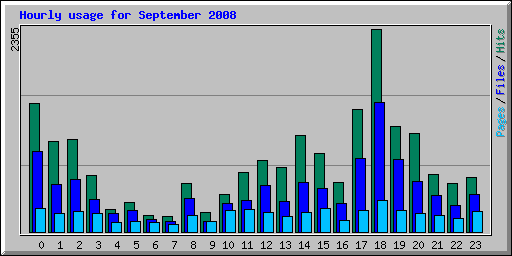 Hourly usage for September 2008
2355
Pages / Files / Hits
0 1 2 3 4 5 6 7 8 9 10 11 12 13 14 15 16 17 18 19 20 21 22 23